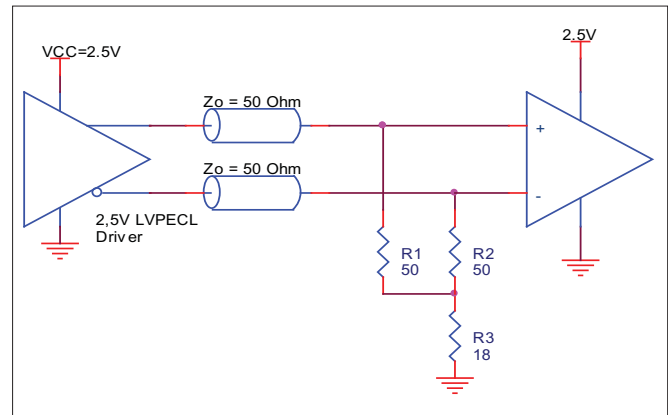 VCC=2.5V
2.5V
Zo = 50 Ohm
+
Zo = 50 Ohm
-
2,5V LVPECL
Driver
R1
50
R2
50
R3
18